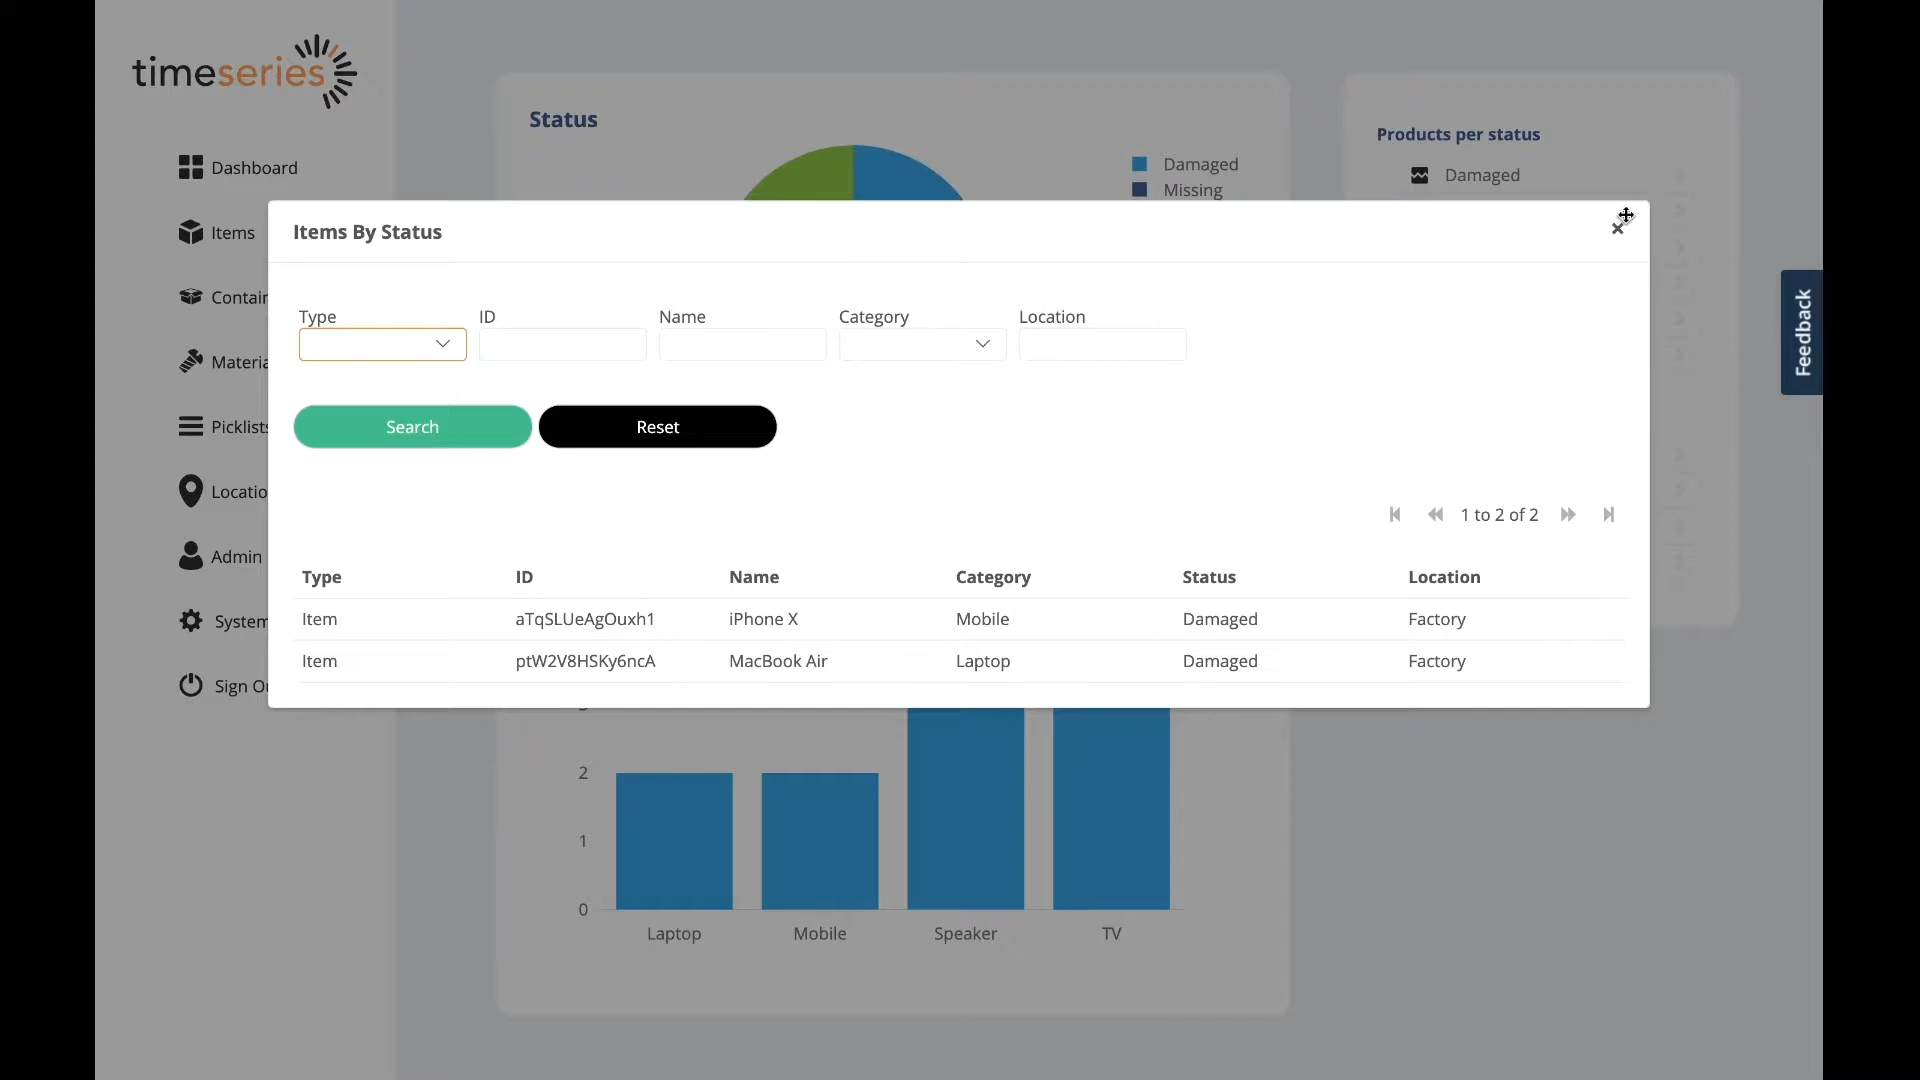 timeseries
Dashboard
Items
Contain
Materia
Picklists
Locatio
Admin
System
Sign Ou
Status
Damaged
Missing
Products per status
Damaged
Feedback
Items By Status
Type ID Name Category Location
Search Reset
1 to 2 of 2
Type ID Name Category Status Location
Item aTqSLUeAgOuxh1 iPhone X Mobile Damaged Factory
Item ptW2V8HSKy6ncA MacBook Air Laptop Damaged Factory
2
1
0
Laptop Mobile Speaker TV